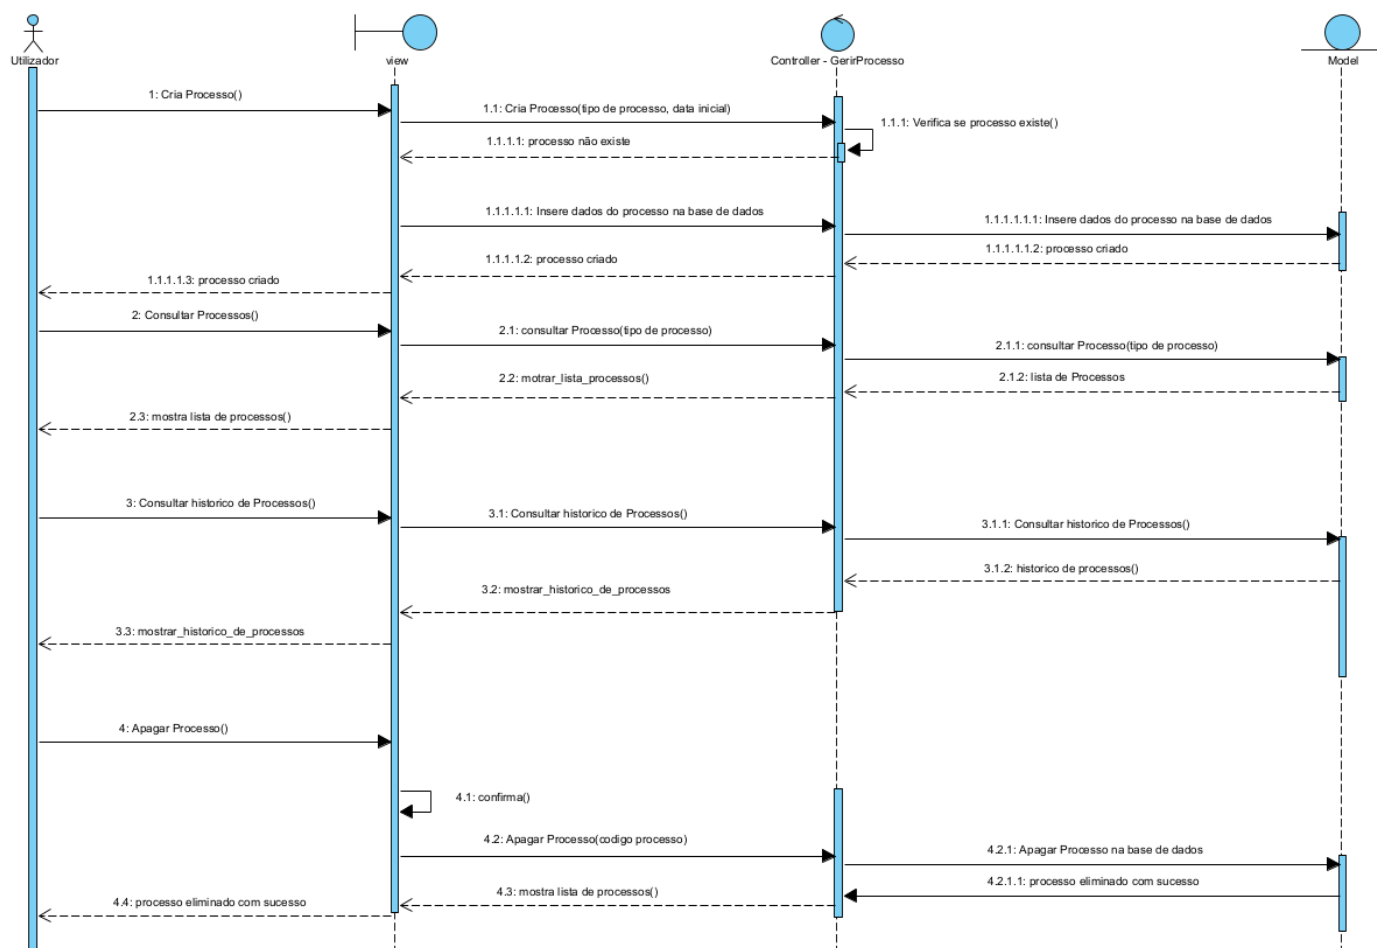 Utilizador
view
Controller - GerirProcesso
Model
1: Cria Processo()
1.1: Cria Processo(tipo de processo, data inicial)
1.1.1: Verifica se processo existe()
1.1.1.1: processo não existe
1.1.1.1.1: Insere dados do processo na base de dados
1.1.1.1.1.1: Insere dados do processo na base de dados
1.1.1.1.1.2: processo criado
1.1.1.1.2: processo criado
1.1.1.1.3: processo criado
2: Consultar Processos()
2.1: consultar Processo(tipo de processo)
2.1.1: consultar Processo(tipo de processo)
2.1.2: lista de Processos
2.2: motrar_lista_processos()
2.3: mostra lista de processos()
3: Consultar historico de Processos()
3.1: Consultar historico de Processos()
3.1.1: Consultar historico de Processos()
3.1.2: historico de processos()
3.2: mostrar_historico_de_processos
3.3: mostrar_historico_de_processos
4: Apagar Processo()
4.1: confirma()
4.2: Apagar Processo(codigo processo)
4.2.1: Apagar Processo na base de dados
4.2.1.1: processo eliminado com sucesso
4.3: mostra lista de processos()
4.4: processo eliminado com sucesso